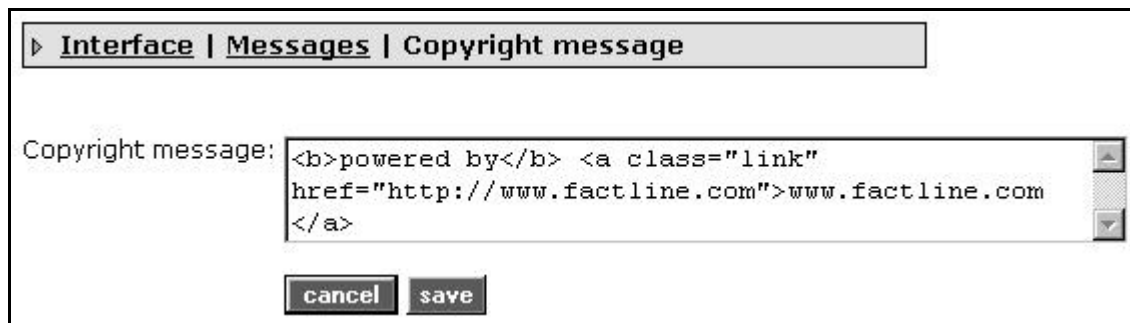 Interface | Messages | Copyright message
Copyright message:
<b>powered by</b> <a class="link"
href="http://www.factline.com">www.factline.com
</a>
cancel save